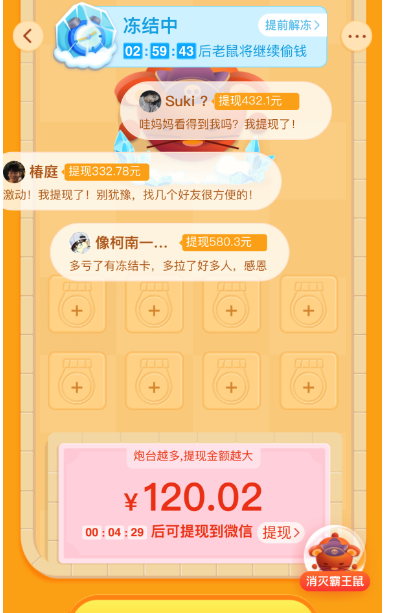 冻结中
提前解冻
02:59:43后老鼠将继续偷钱
Suki ? 提现432.1元
哇妈妈看得到我吗？我提现了！
椿庭 提现332.78元
激动！我提现了！别犹豫，找几个好友很方便的！
像柯南一... 提现580.3元
多亏了有冻结卡，多拉了好多人，感恩
炮台越多,提现金额越大
¥120.02
00:04:29 后可提现到微信 提现
消灭霸王鼠